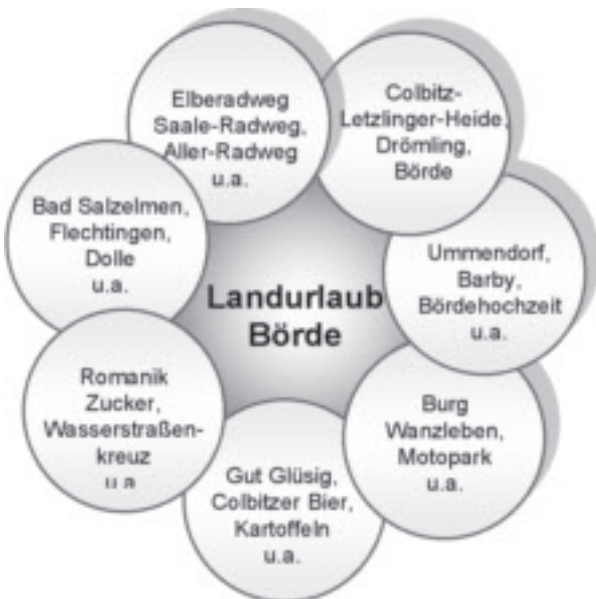 Elberadweg
Saale-Radweg,
Aller-Radweg
u.a.
Colbitz-
Letzlinger-Heide,
Drömling,
Börde
Ummendorf,
Barby,
Bördehochzeit
u.a.
Burg
Wanzleben,
Motopark
u.a.
Gut Glüsig,
Colbitzer Bier,
Kartoffeln
u.a.
Romanik
Zucker,
Wasserstraßen-
kreuz
u.a
Bad Salzelmen,
Flechtingen,
Dolle
u.a.
Landurlaub
Börde